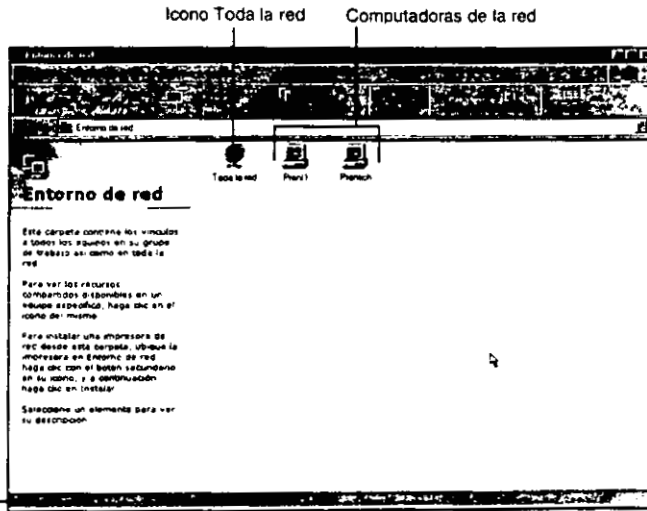 Icono Toda la red Computadoras de la red
Entorno de red
Entorno de red
Toda la red
Entorno de red
Esta carpeta contiene los vínculos
a todos los equipos en su grupo
de trabajo así como en toda la
red
Para ver los recursos
compartidos disponibles en un
equipo específico, haga clic en el
icono del mismo
Para instalar una impresora de
red desde esta carpeta, ubique la
impresora en Entorno de red
haga clic con el botón secundario
en su icono, y a continuación
haga clic en Instalar
Seleccione un elemento para ver
su descripción